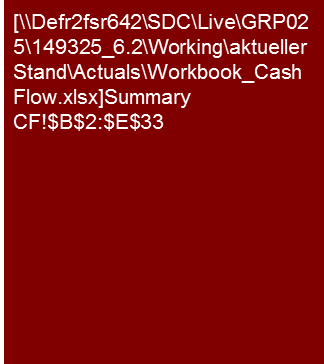 [\\Defr2fsr642\SDC\Live\GRP02
5\149325_6.2\Working\aktueller
Stand\Actuals\Workbook_Cash
Flow.xlsx]Summary
CF!$B$2:$E$33